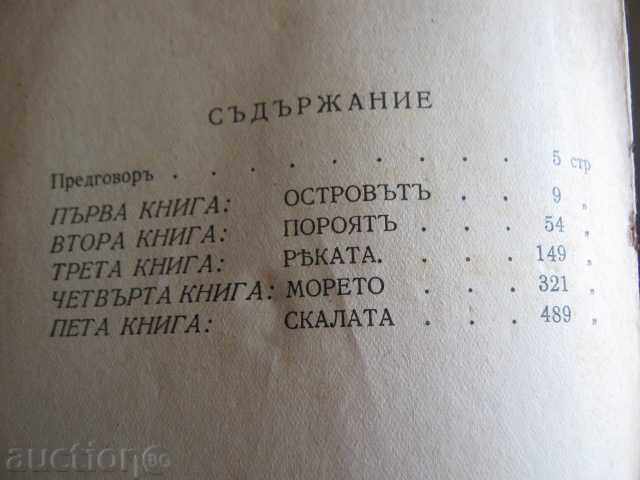 СЪДЪРЖАНИЕ
Предговоръ . . . . . . . . . 5 стр
ПЪРВА КНИГА: ОСТРОВЪТЪ . . . 9 „
ВТОРА КНИГА: ПОРОЯТЪ . . . 54 „
ТРЕТА КНИГА: РѢКАТА. . . . 149 „
ЧЕТВЪРТА КНИГА: МОРЕТО . . . 321 „
ПЕТА КНИГА: СКАЛАТА . . . 489 „
auction BG